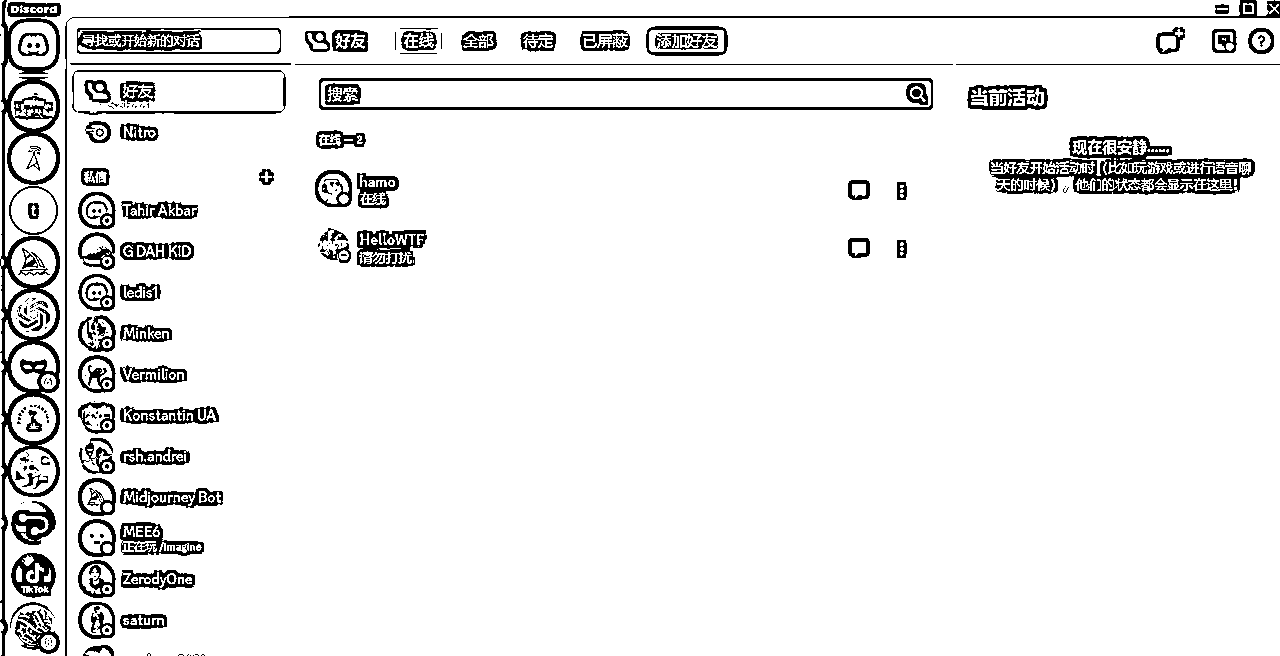 Discord
寻找或开始新的对话
好友
在线
全部
待定
已屏蔽
添加好友
好友
Nitro
私信
Tahir Akbar
G DAH KID
ledis1
Minken
Vermilion
Konstantin UA
rsh.andrei
Midjourney Bot
MEE6
正在玩 /imagine
ZerodyOne
saturn
TikTok
搜索
在线 — 2
hamo
在线
HelloWTF
请勿打扰
当前活动
现在很安静……
当好友开始活动时（比如玩游戏或进行语音聊
天的时候），他们的状态都会显示在这里！